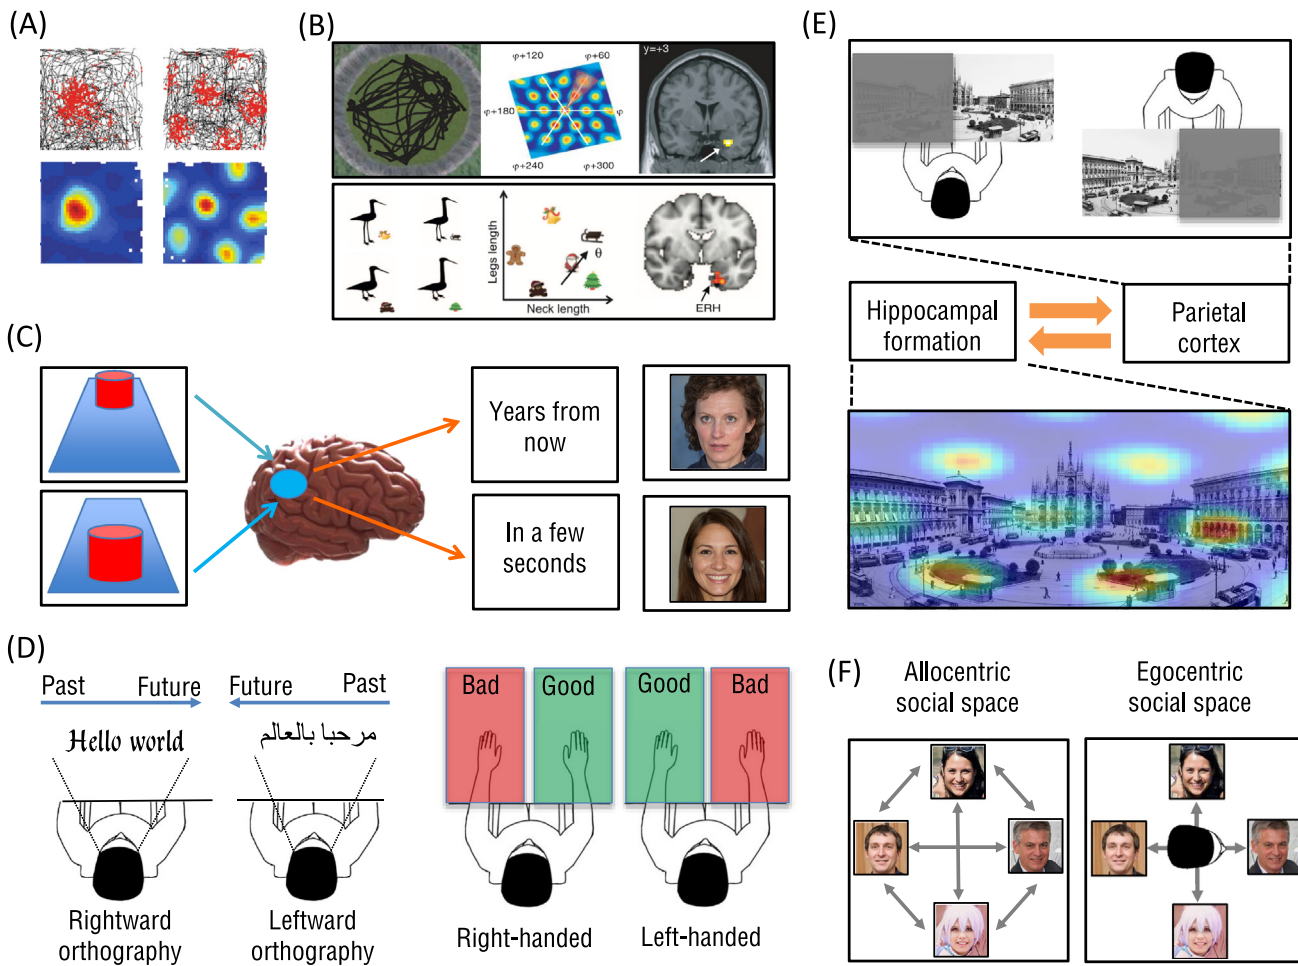 (A)
(B)
φ+120
φ+60
φ+180
φ
φ+240
φ+300
y=+3
Legs length
θ
Neck length
ERH
(C)
Years from
now
In a few
seconds
(D)
Past
Future
Hello world
Rightward
orthography
Future
Past
مرحبا بالعالم
Leftward
orthography
Bad
Good
Right-handed
Good
Bad
Left-handed
(E)
Hippocampal
formation
Parietal
cortex
(F)
Allocentric
social space
Egocentric
social space